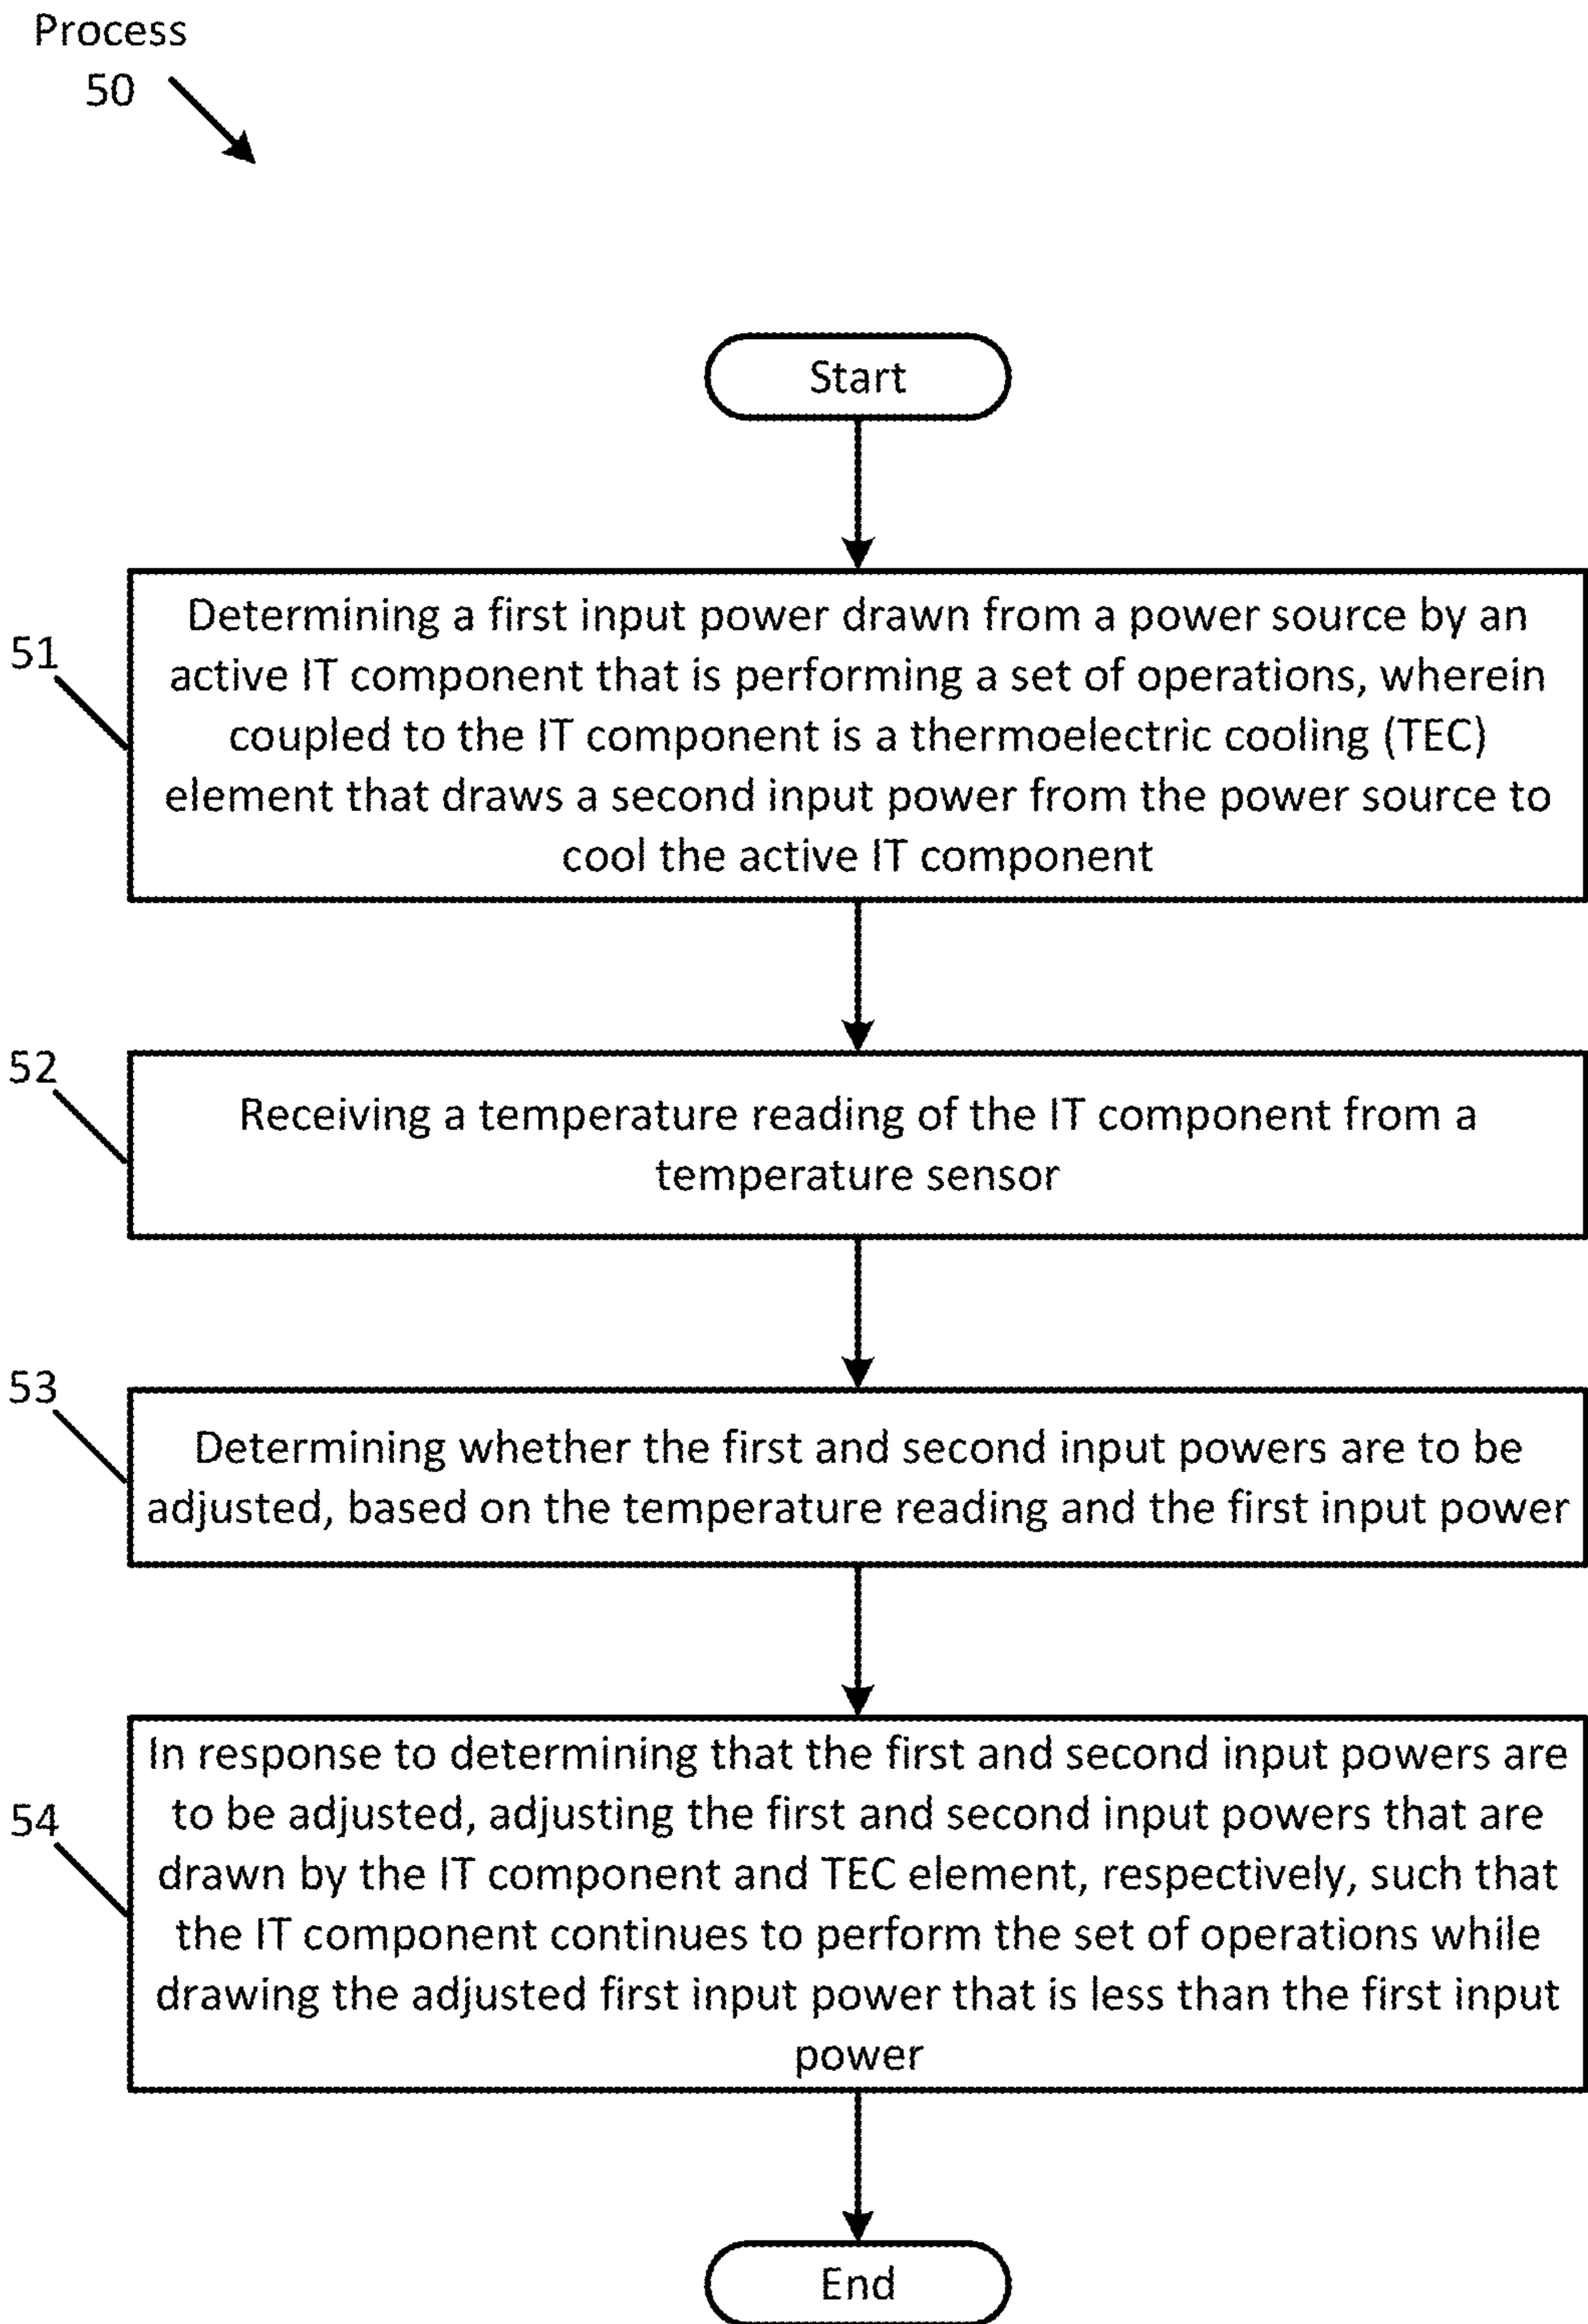 Process
50
Start
51
Determining a first input power drawn from a power source by an
active IT component that is performing a set of operations, wherein
coupled to the IT component is a thermoelectric cooling (TEC)
element that draws a second input power from the power source to
cool the active IT component
52
Receiving a temperature reading of the IT component from a
temperature sensor
53
Determining whether the first and second input powers are to be
adjusted, based on the temperature reading and the first input power
54
In response to determining that the first and second input powers are
to be adjusted, adjusting the first and second input powers that are
drawn by the IT component and TEC element, respectively, such that
the IT component continues to perform the set of operations while
drawing the adjusted first input power that is less than the first input
power
End